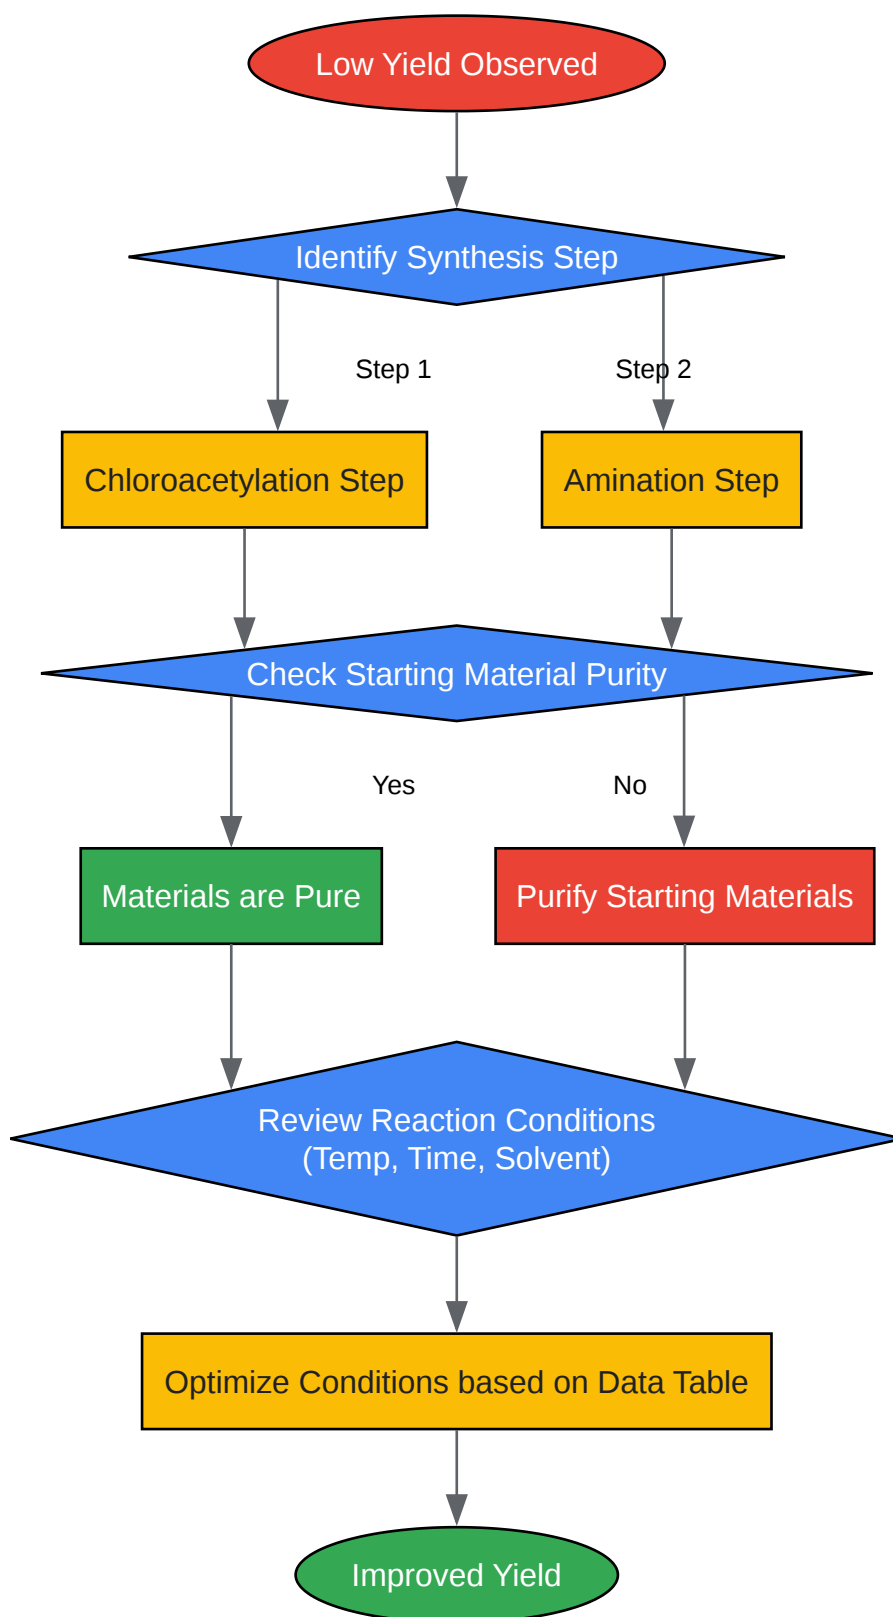 Low Yield Observed
Identify Synthesis Step
Step 1
Step 2
Chloroacetylation Step
Amination Step
Check Starting Material Purity
Yes
No
Materials are Pure
Purify Starting Materials
Review Reaction Conditions
(Temp, Time, Solvent)
Optimize Conditions based on Data Table
Improved Yield